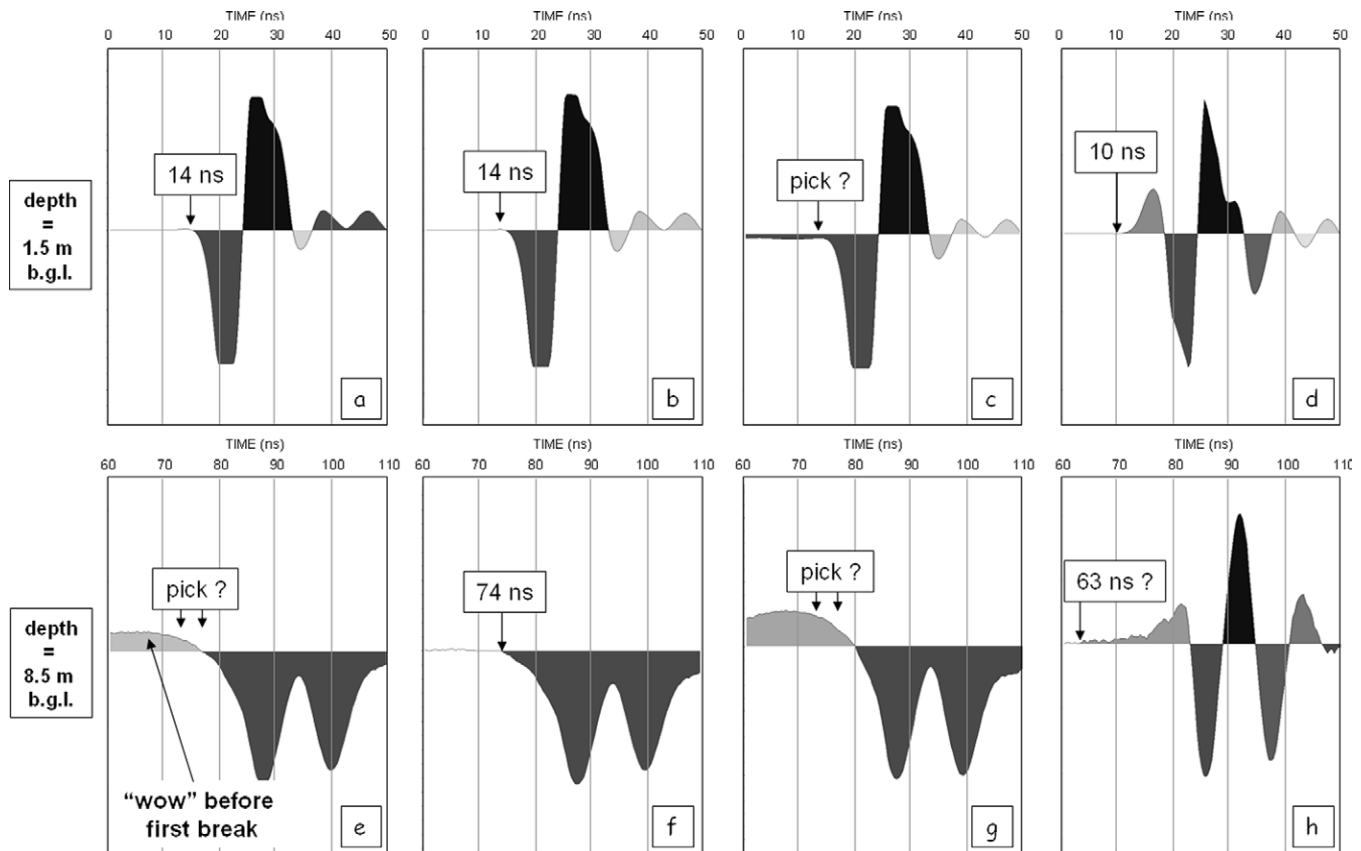 TIME (ns)
TIME (ns)
TIME (ns)
TIME (ns)
0 10 20 30 40 50
0 10 20 30 40 50
0 10 20 30 40 50
0 10 20 30 40 50
depth
=
1.5 m
b.g.l.
14 ns
14 ns
pick ?
10 ns
a
b
c
d
TIME (ns)
TIME (ns)
TIME (ns)
TIME (ns)
60 70 80 90 100 110
60 70 80 90 100 110
60 70 80 90 100 110
60 70 80 90 100 110
depth
=
8.5 m
b.g.l.
pick ?
74 ns
pick ?
63 ns ?
“wow” before
first break
e
f
g
h